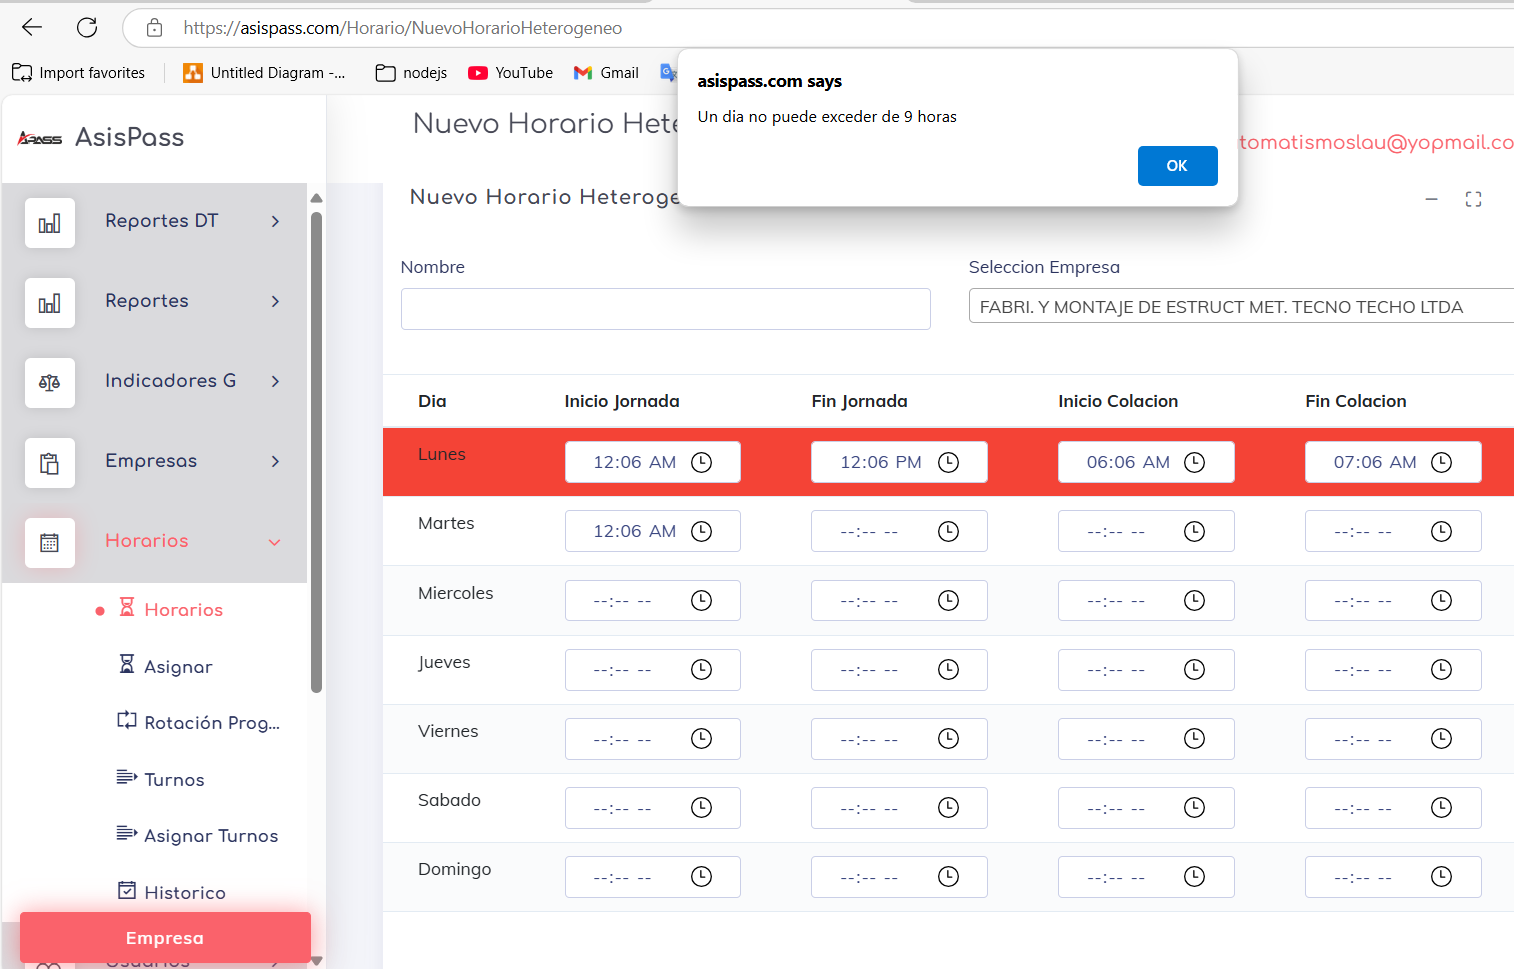 https://asispass.com/Horario/NuevoHorarioHeterogeneo
Import favorites
Untitled Diagram -...
nodejs
YouTube
Gmail
asispass.com says
Un dia no puede exceder de 9 horas
OK
APASS AsisPass
Nuevo Horario Hete
tomatismoslau@yopmail.co
Nuevo Horario Heteroge
Reportes DT
Reportes
Indicadores G
Empresas
Horarios
Horarios
Asignar
Rotación Prog...
Turnos
Asignar Turnos
Historico
Empresa
Usuarios
Nombre
Seleccion Empresa
FABRI. Y MONTAJE DE ESTRUCT MET. TECNO TECHO LTDA
Dia Inicio Jornada Fin Jornada Inicio Colacion Fin Colacion
Lunes 12:06 AM 12:06 PM 06:06 AM 07:06 AM
Martes 12:06 AM --:-- -- --:-- -- --:-- --
Miercoles --:-- -- --:-- -- --:-- -- --:-- --
Jueves --:-- -- --:-- -- --:-- -- --:-- --
Viernes --:-- -- --:-- -- --:-- -- --:-- --
Sabado --:-- -- --:-- -- --:-- -- --:-- --
Domingo --:-- -- --:-- -- --:-- -- --:-- --